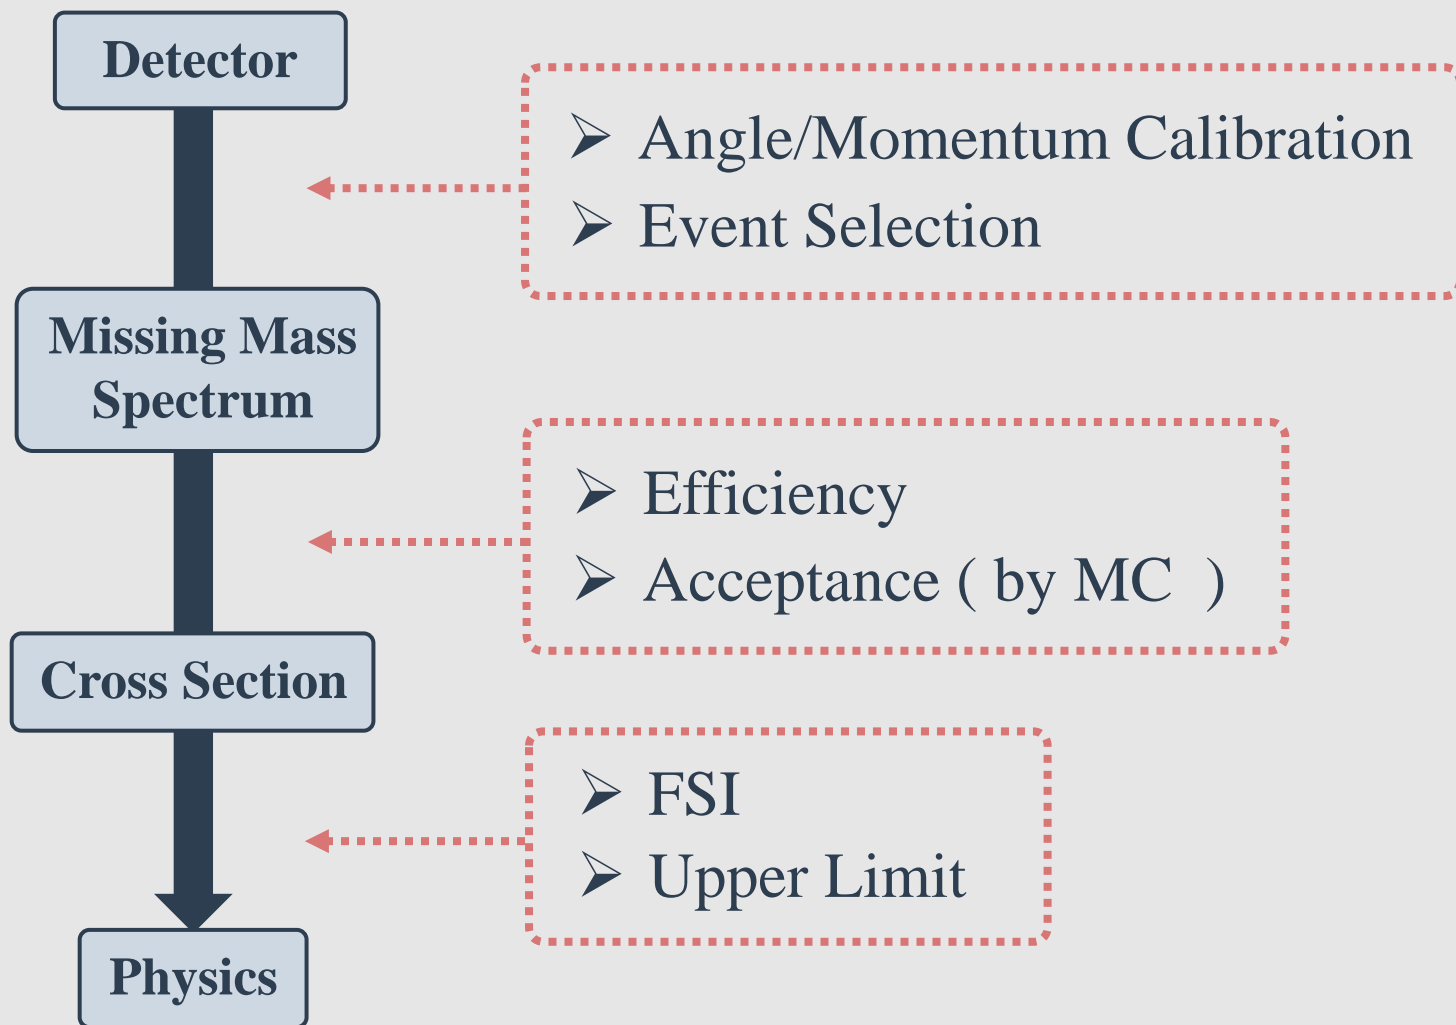 Detector
➢ Angle/Momentum Calibration
➢ Event Selection
Missing Mass
Spectrum
➢ Efficiency
➢ Acceptance ( by MC )
Cross Section
➢ FSI
➢ Upper Limit
Physics